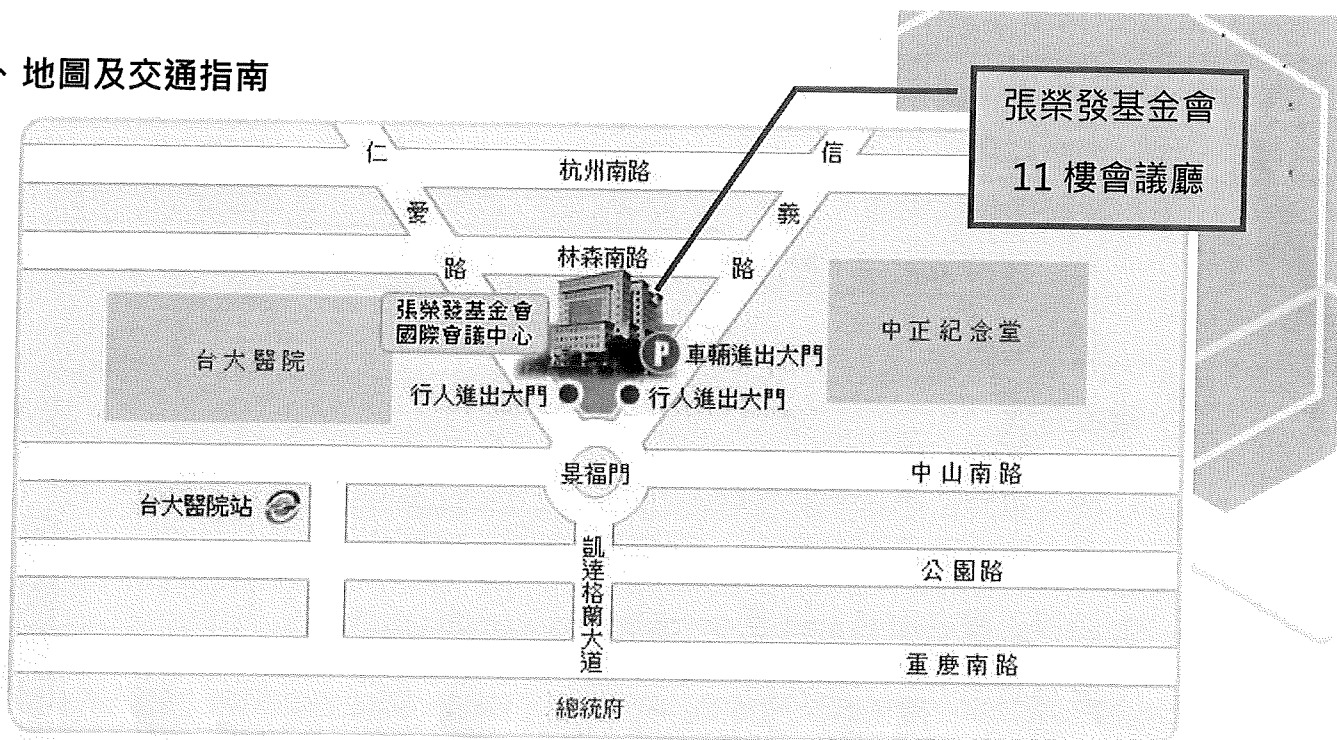 、地圖及交通指南
張榮發基金會
11 樓會議廳
仁愛路
杭州南路
信義路
林森南路
張榮發基金會
國際會議中心
台大醫院
中正紀念堂
P
車輛進出大門
行人進出大門
行人進出大門
景福門
中山南路
台大醫院站
凱達格蘭大道
公園路
重慶南路
總統府